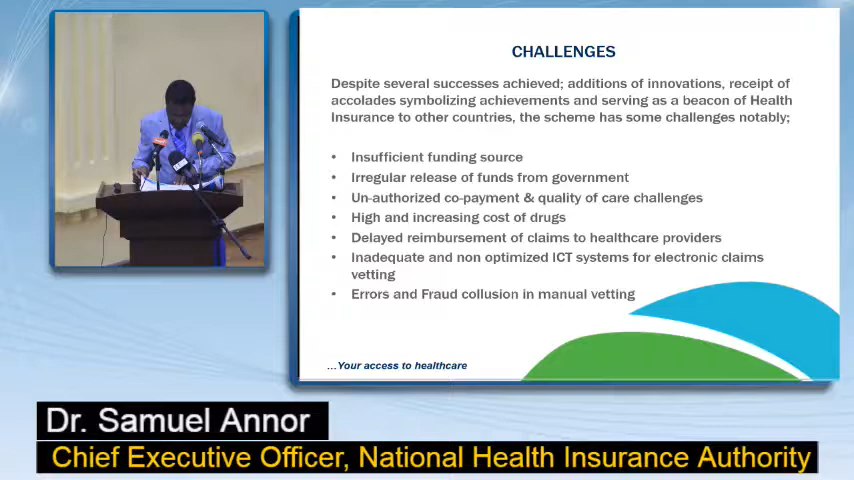 CHALLENGES
Despite several successes achieved; additions of innovations, receipt of
accolades symbolizing achievements and serving as a beacon of Health
Insurance to other countries, the scheme has some challenges notably;
• Insufficient funding source
• Irregular release of funds from government
• Un-authorized co-payment & quality of care challenges
• High and increasing cost of drugs
• Delayed reimbursement of claims to healthcare providers
• Inadequate and non optimized ICT systems for electronic claims
vetting
• Errors and Fraud collusion in manual vetting
...Your access to healthcare
Dr. Samuel Annor
Chief Executive Officer, National Health Insurance Authority